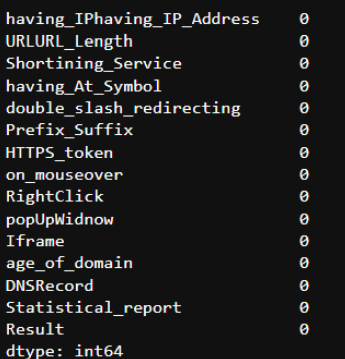 having_IPhaving_IP_Address 0
URLURL_Length 0
Shortining_Service 0
having_At_Symbol 0
double_slash_redirecting 0
Prefix_Suffix 0
HTTPS_token 0
on_mouseover 0
RightClick 0
popUpWidnow 0
Iframe 0
age_of_domain 0
DNSRecord 0
Statistical_report 0
Result 0
dtype: int64